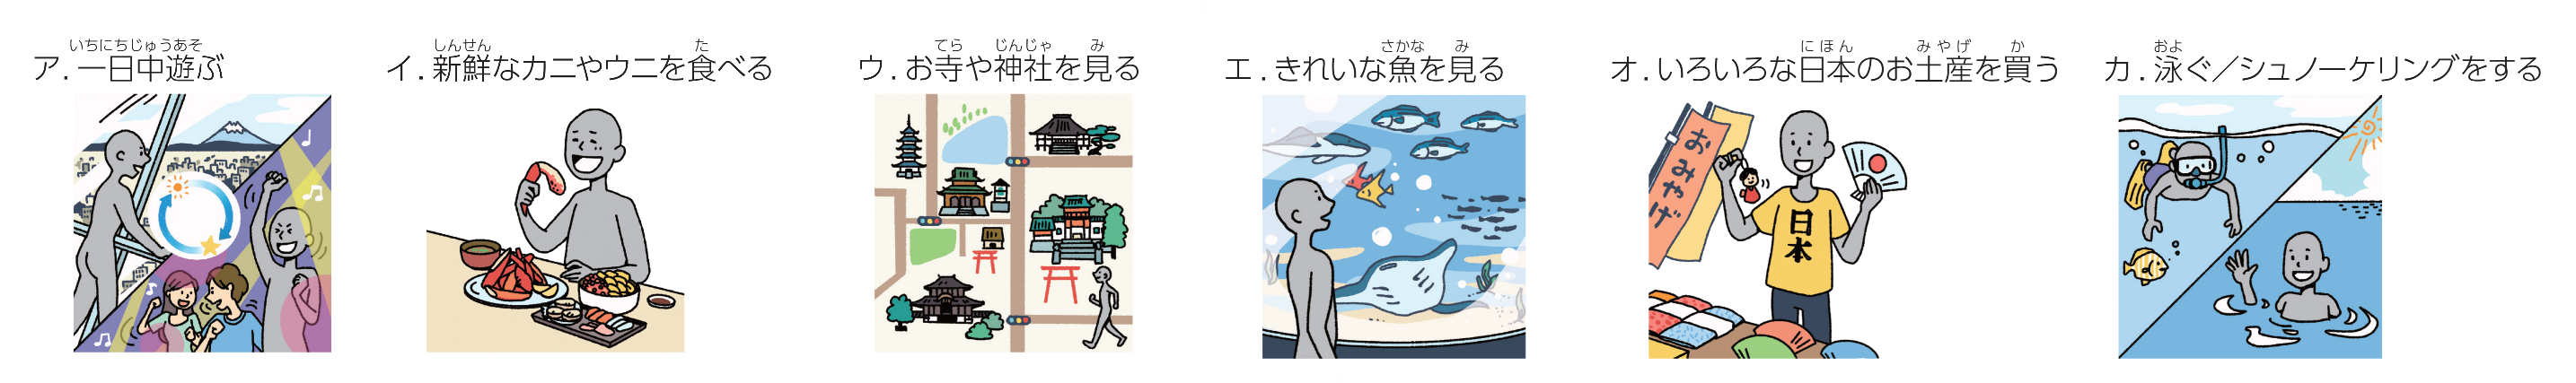 いちにちじゅうあそ
ア.一日中遊ぶ
しんせん た
イ.新鮮なカニやウニを食べる
てら じんじゃ み
ウ.お寺や神社を見る
さかな み
エ.きれいな魚を見る
にほん みやげ か
オ.いろいろな日本のお土産を買う
およ
カ.泳ぐ／シュノーケリングをする
おみやげ
日本